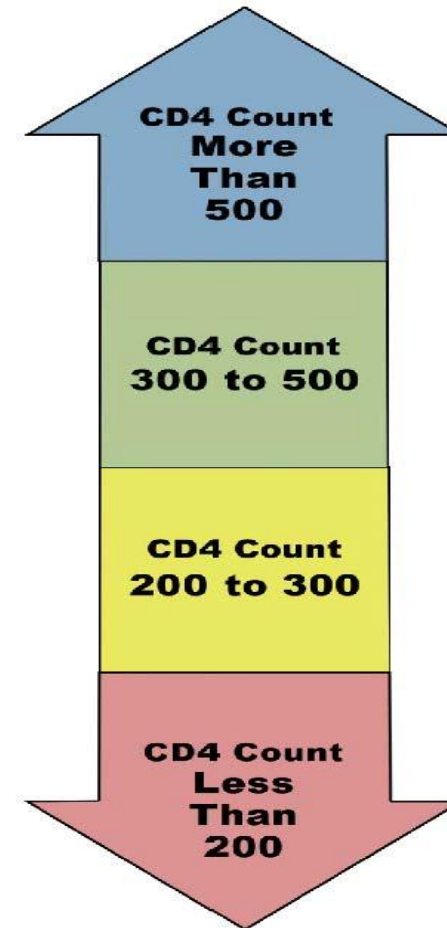 CD4 Count
More
Than
500
CD4 Count
300 to 500
CD4 Count
200 to 300
CD4 Count
Less
Than
200